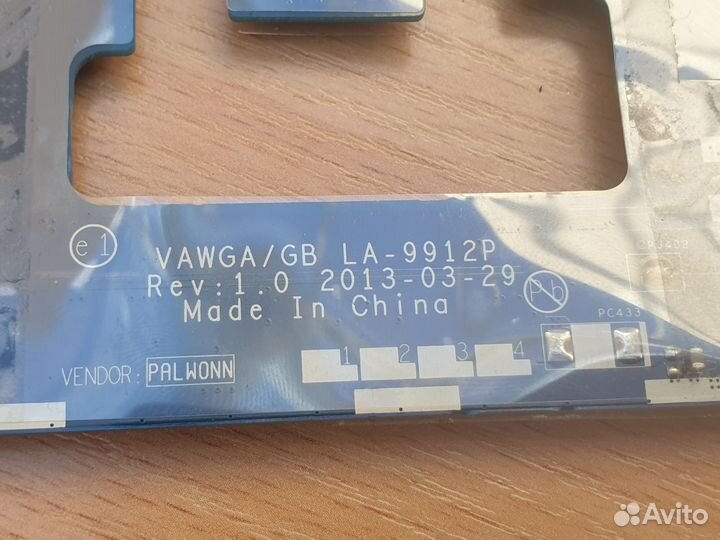 e1
VAWGA/GB LA-9912P
Rev:1.0 2013-03-29
Made In China
Pb
PC433
1 2 3 4
VENDOR: PALWONN
Avito